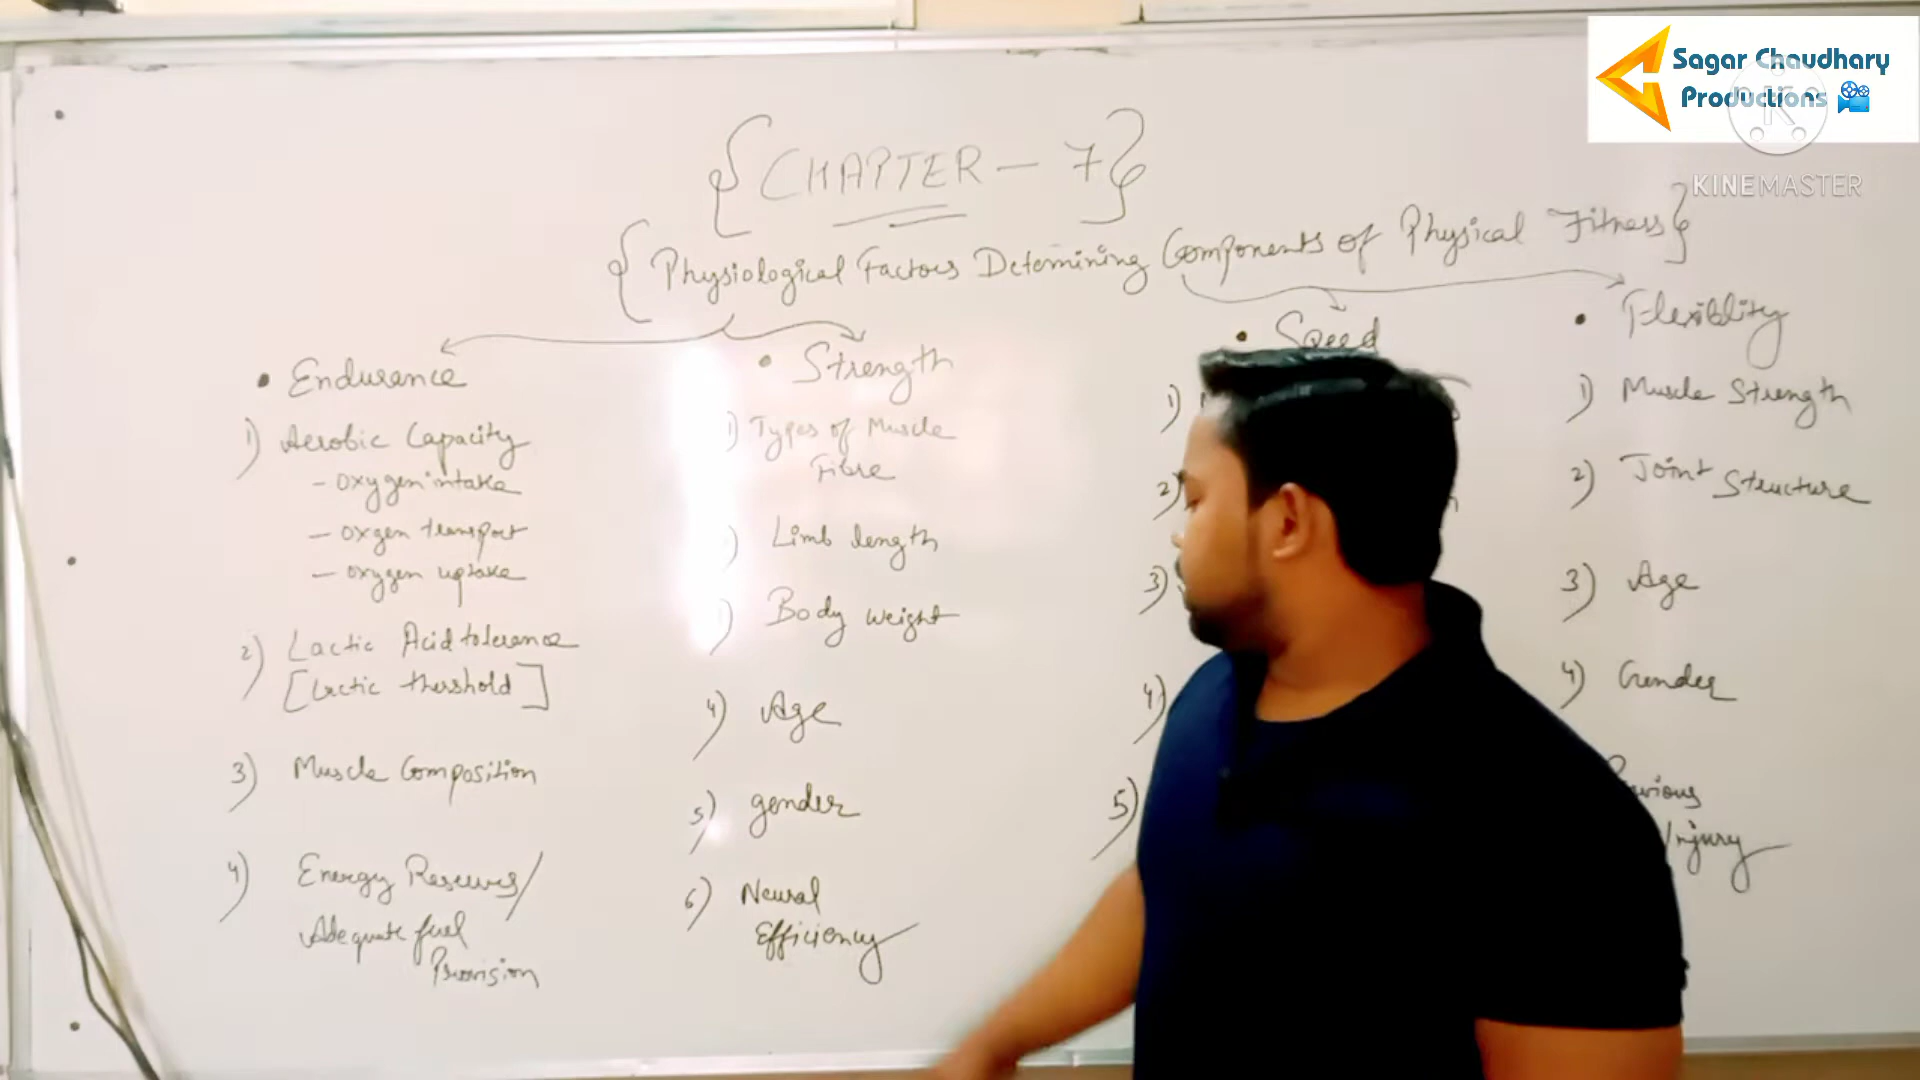 Sagar Chaudhary
Productions
KINEMASTER
{CHAPTER - 7}
{Physiological Factors Determining Components of Physical Fitness}
• Endurance
1) Aerobic Capacity
- Oxygen intake
- Oxgen transport
- Oxygen uptake
2) Lactic Acid tolerance
[Lactic thershold]
3) Muscle Composition
4) Energy Reserves/
Adequate fuel
Provision
• Strength
1) Types of Muscle
Fibre
) Limb length
) Body weight
4) Age
5) gender
6) Neural
Efficiency
• Speed
1)
2)
3)
4)
5)
• Flexiblity
1) Muscle Strength
2) Joint Structure
3) Age
4) Gender
Injury